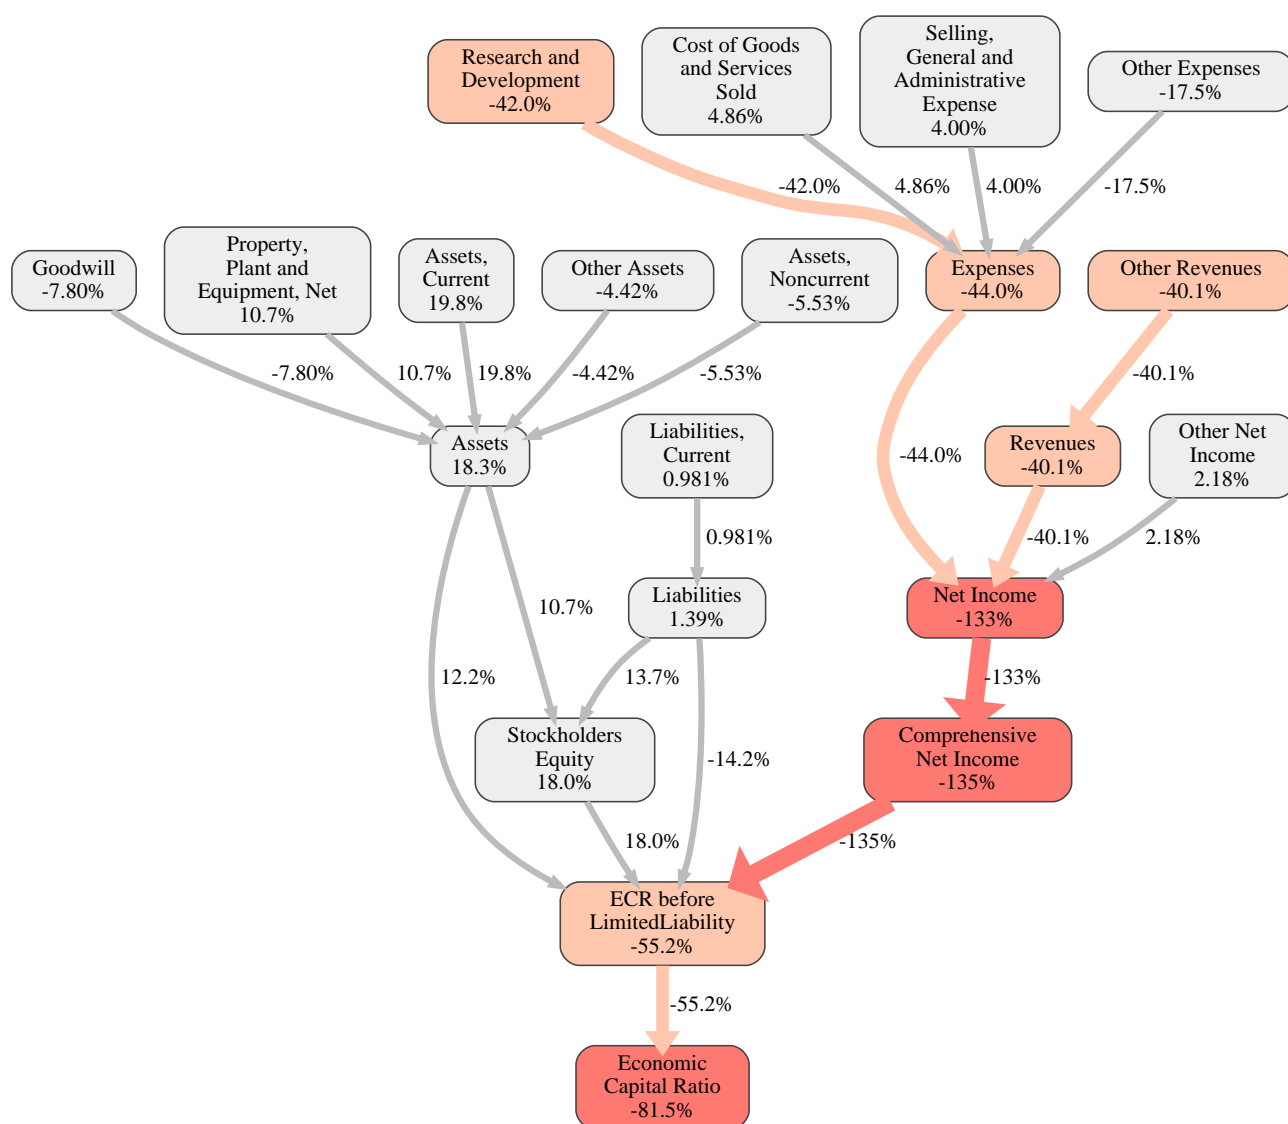 Research and
Development
-42.0%
Cost of Goods
and Services
Sold
4.86%
Selling,
General and
Administrative
Expense
4.00%
Other Expenses
-17.5%
-42.0%
4.86%
4.00%
-17.5%
Goodwill
-7.80%
Property,
Plant and
Equipment, Net
10.7%
Assets,
Current
19.8%
Other Assets
-4.42%
Assets,
Noncurrent
-5.53%
Expenses
-44.0%
Other Revenues
-40.1%
-7.80%
10.7%
19.8%
-4.42%
-5.53%
-40.1%
Assets
18.3%
Liabilities,
Current
0.981%
-44.0%
Revenues
-40.1%
Other Net
Income
2.18%
0.981%
-40.1%
2.18%
10.7%
Liabilities
1.39%
Net Income
-133%
12.2%
13.7%
-133%
Stockholders
Equity
18.0%
-14.2%
Comprehensive
Net Income
-135%
18.0%
-135%
ECR before
LimitedLiability
-55.2%
-55.2%
Economic
Capital Ratio
-81.5%